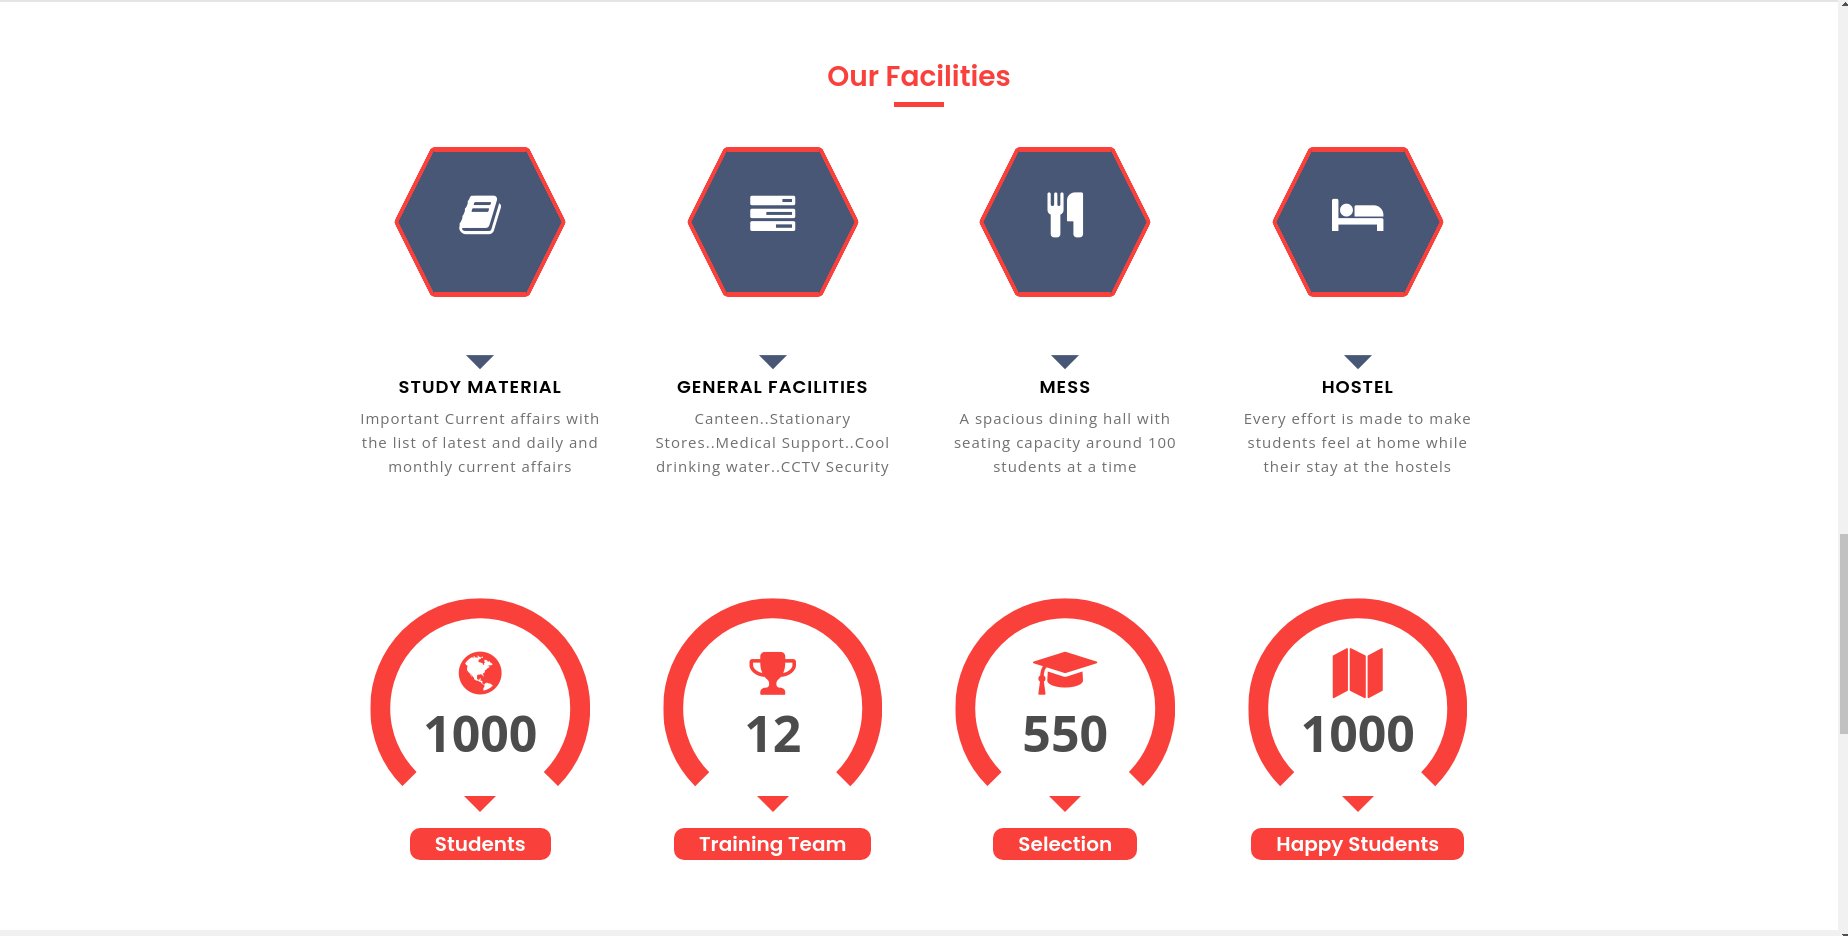 Our Facilities
STUDY MATERIAL
Important Current affairs with
the list of latest and daily and
monthly current affairs
GENERAL FACILITIES
Canteen..Stationary
Stores..Medical Support..Cool
drinking water..CCTV Security
MESS
A spacious dining hall with
seating capacity around 100
students at a time
HOSTEL
Every effort is made to make
students feel at home while
their stay at the hostels
1000
Students
12
Training Team
550
Selection
1000
Happy Students